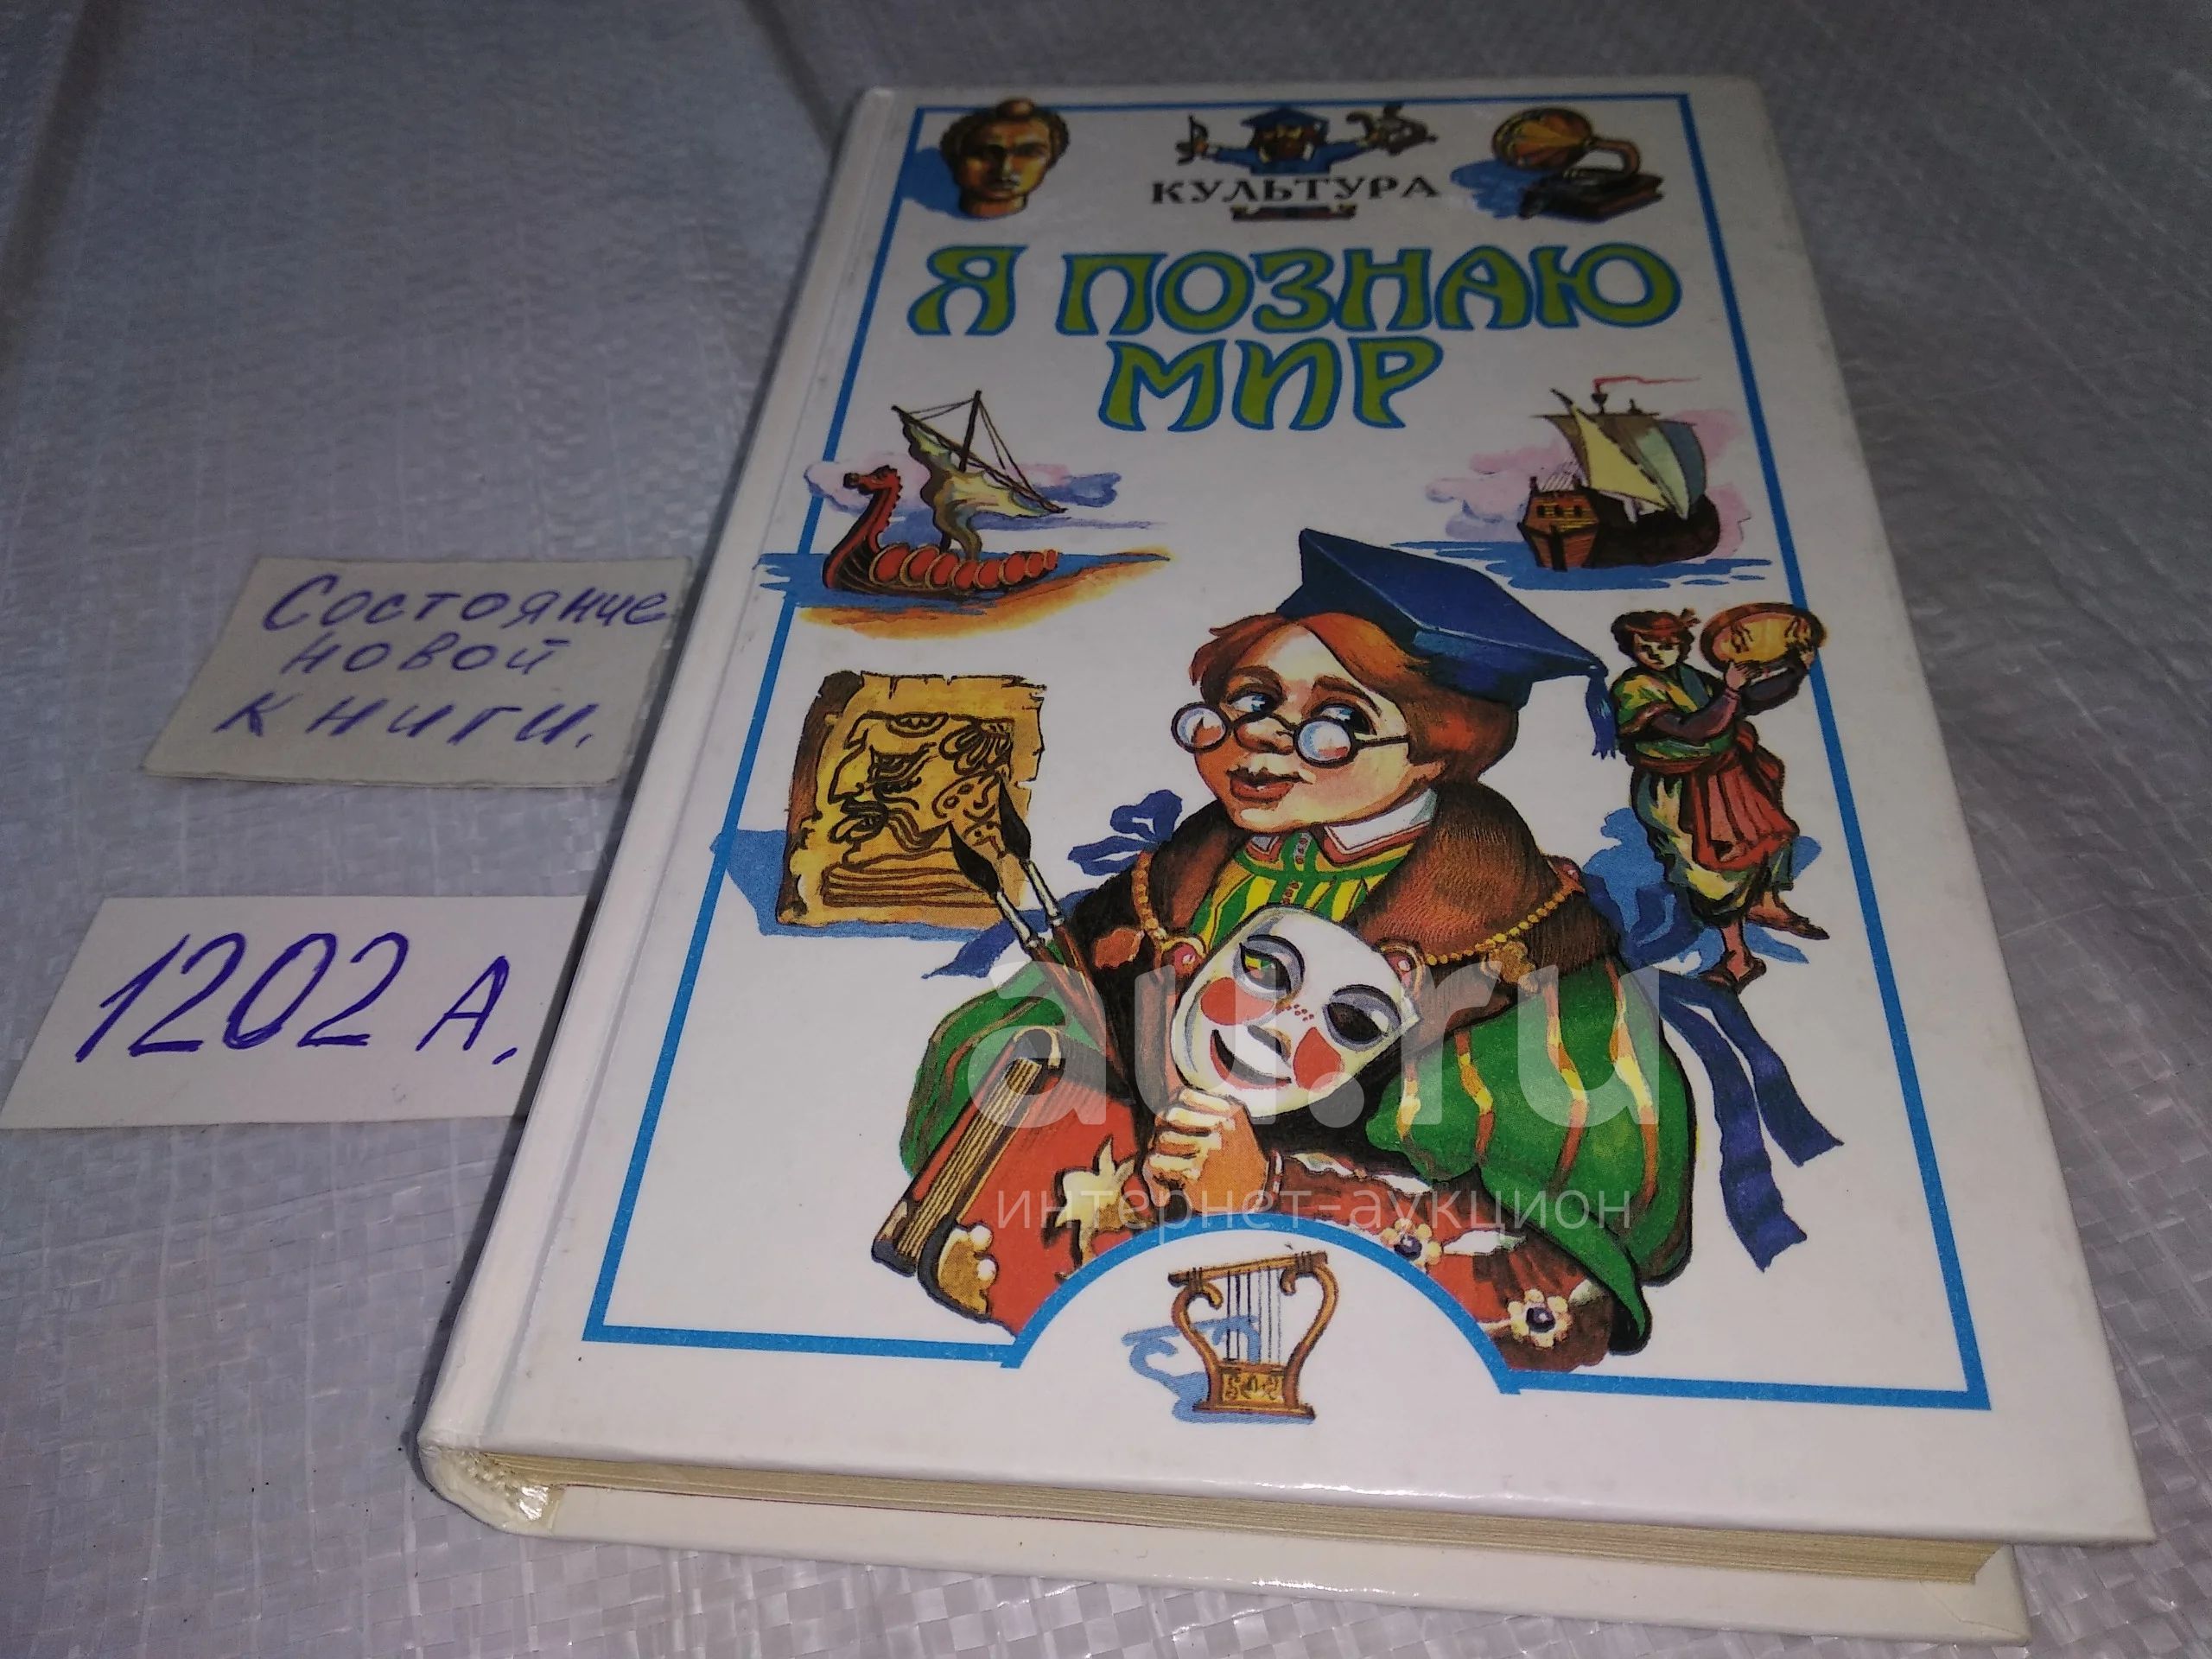 КУЛЬТУРА
Я ПОЗНАЮ
МИР
Состояние
новой
книги.
1202 А.
au.ru
интернет-аукцион